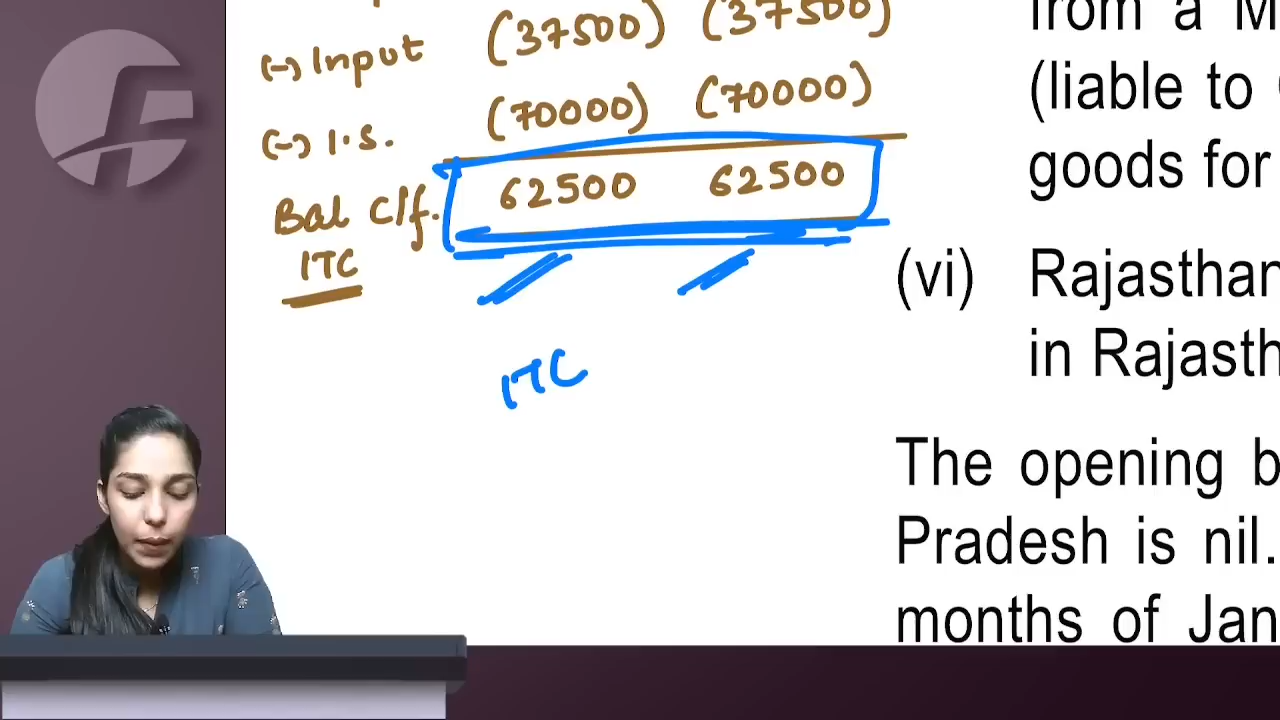 (-) Input (37500) (37500)
(-) I.S. (70000) (70000)
Bal C/f. 62500 62500
ITC
ITC
from a M
(liable to
goods for
(vi) Rajasthan
in Rajasth
The opening b
Pradesh is nil.
months of Jan